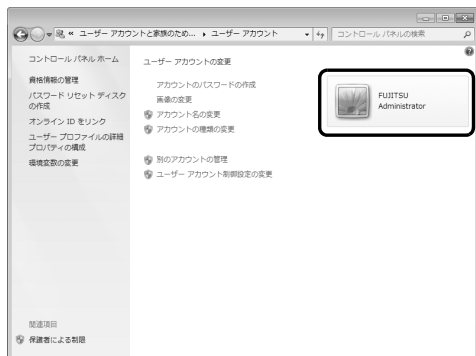 « ユーザー アカウントと家族のため... ▸ ユーザー アカウント
コントロール パネルの検索
コントロール パネル ホーム
資格情報の管理
パスワード リセット ディスク
の作成
オンライン ID をリンク
ユーザー プロファイルの詳細
プロパティの構成
環境変数の変更
ユーザー アカウントの変更
アカウントのパスワードの作成
画像の変更
アカウント名の変更
アカウントの種類の変更
別のアカウントの管理
ユーザー アカウント制御設定の変更
FUJITSU
Administrator
関連項目
保護者による制限